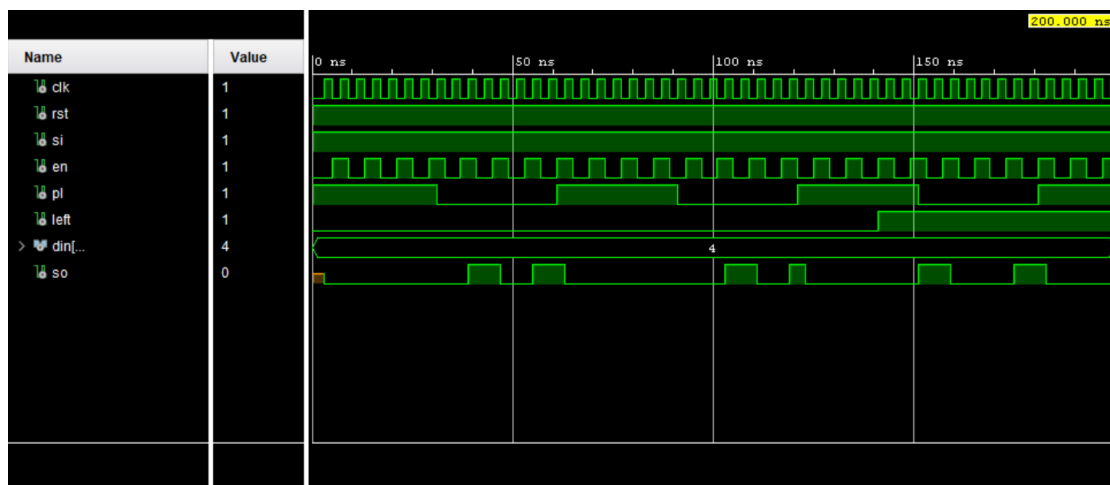 200.000 ns
Name Value
0 ns 50 ns 100 ns 150 ns
clk 1
rst 1
si 1
en 1
pl 1
left 1
din[... 4 4
so 0